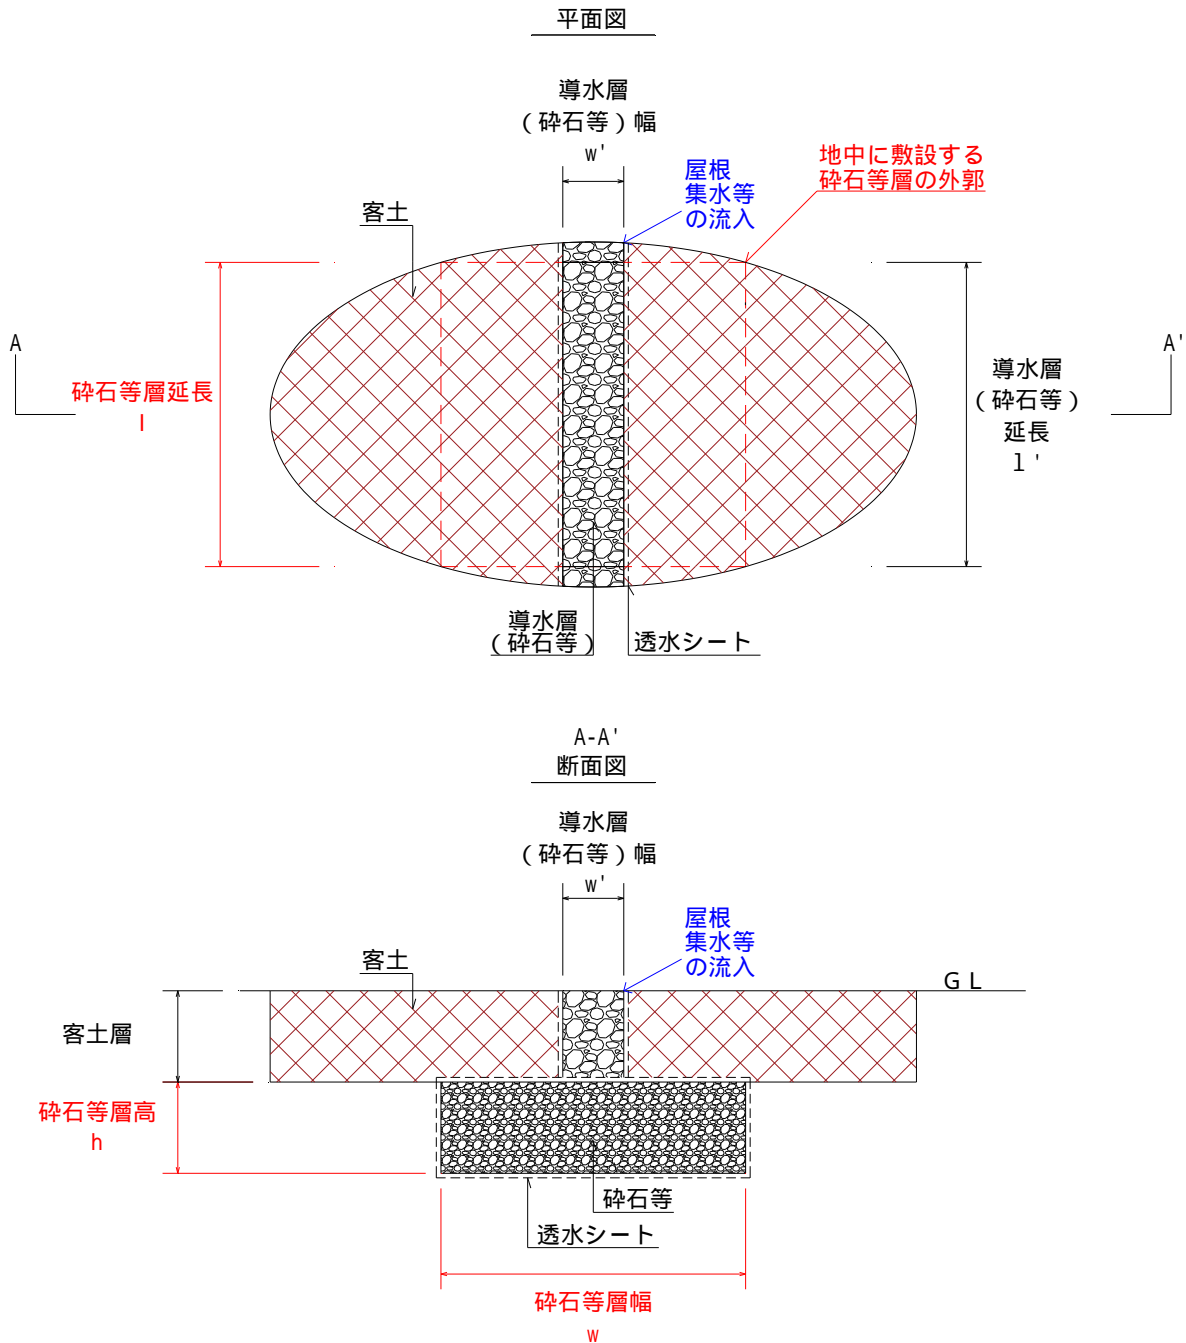 平面図
導水層
（砕石等）幅
w'
屋根
集水等
の流入
地中に敷設する
砕石等層の外郭
客土
A
A'
砕石等層延長
l
導水層
（砕石等）
延長
l'
導水層
（砕石等）
透水シート
A-A'
断面図
導水層
（砕石等）幅
w'
屋根
集水等
の流入
客土
ＧＬ
客土層
砕石等層高
h
砕石等
透水シート
砕石等層幅
w